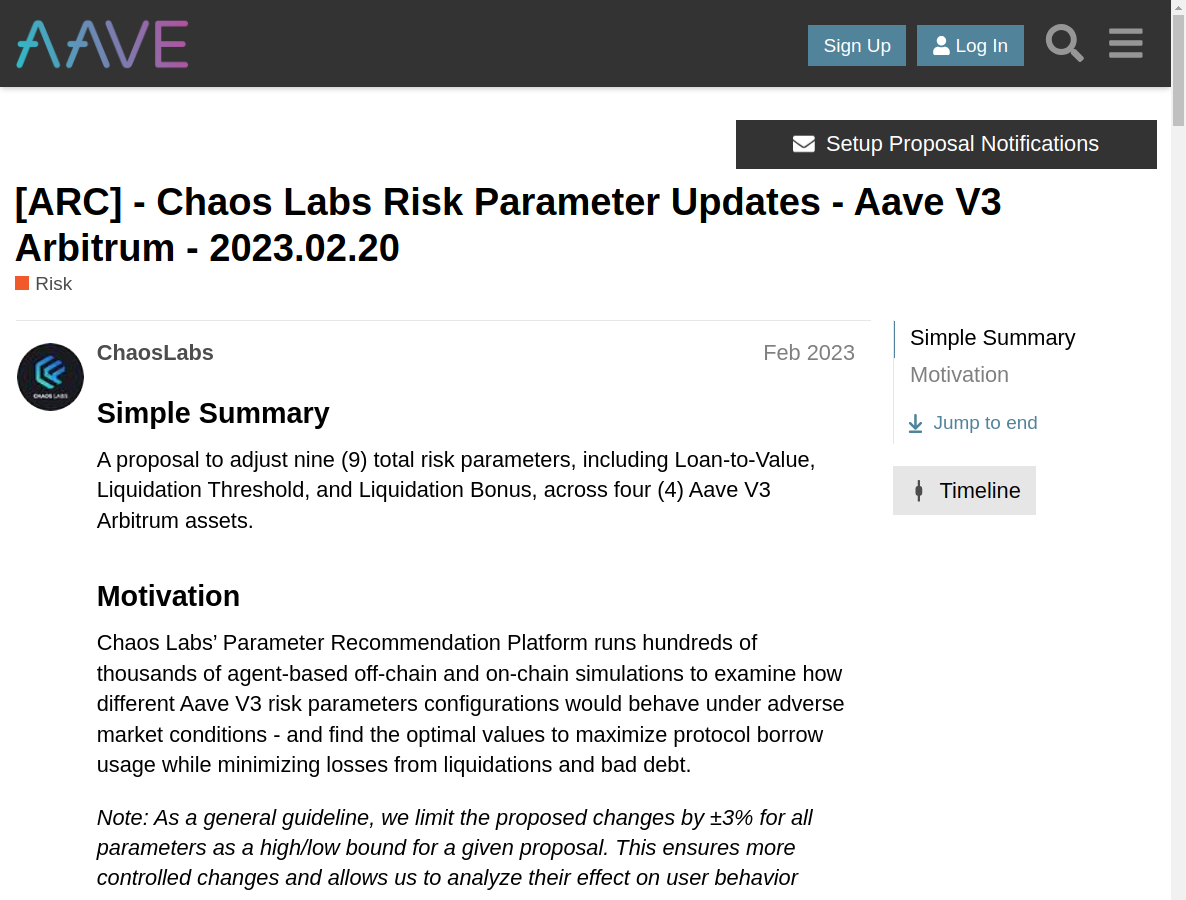 AAVE
Sign Up
Log In
Setup Proposal Notifications
[ARC] - Chaos Labs Risk Parameter Updates - Aave V3
Arbitrum - 2023.02.20
Risk
ChaosLabs
Feb 2023
CHAOS LABS
Simple Summary
A proposal to adjust nine (9) total risk parameters, including Loan-to-Value,
Liquidation Threshold, and Liquidation Bonus, across four (4) Aave V3
Arbitrum assets.
Motivation
Chaos Labs’ Parameter Recommendation Platform runs hundreds of
thousands of agent-based off-chain and on-chain simulations to examine how
different Aave V3 risk parameters configurations would behave under adverse
market conditions - and find the optimal values to maximize protocol borrow
usage while minimizing losses from liquidations and bad debt.
Note: As a general guideline, we limit the proposed changes by ±3% for all
parameters as a high/low bound for a given proposal. This ensures more
controlled changes and allows us to analyze their effect on user behavior
Simple Summary
Motivation
Jump to end
Timeline